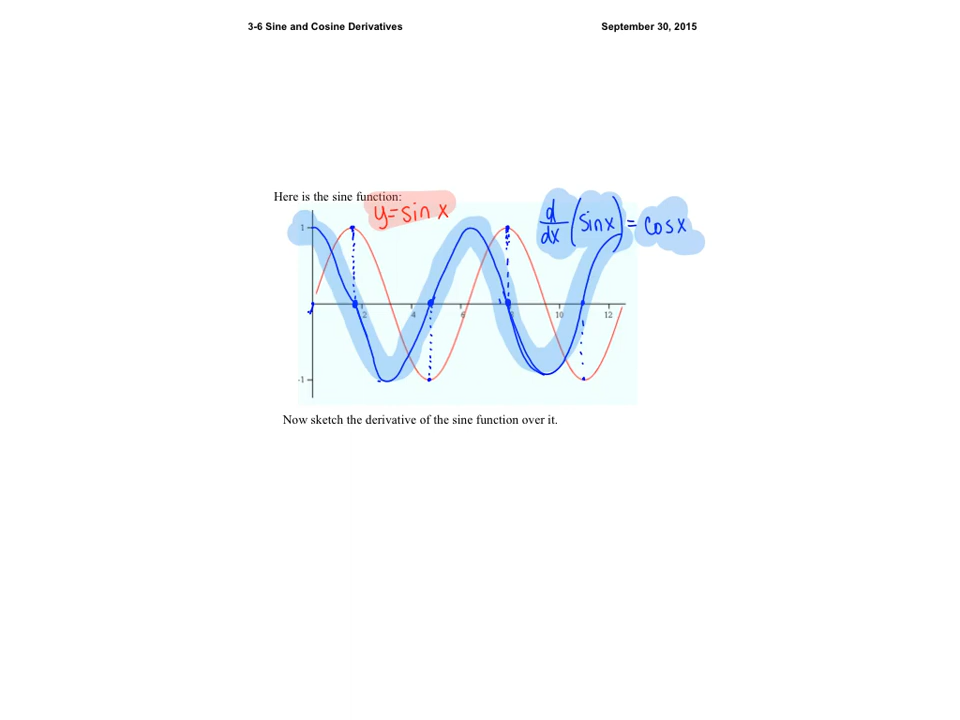 3-6 Sine and Cosine Derivatives September 30, 2015
Here is the sine function:
y=sin x
d/dx (sin x) = cos x
1
2 4 6 8 10 12
-1
Now sketch the derivative of the sine function over it.